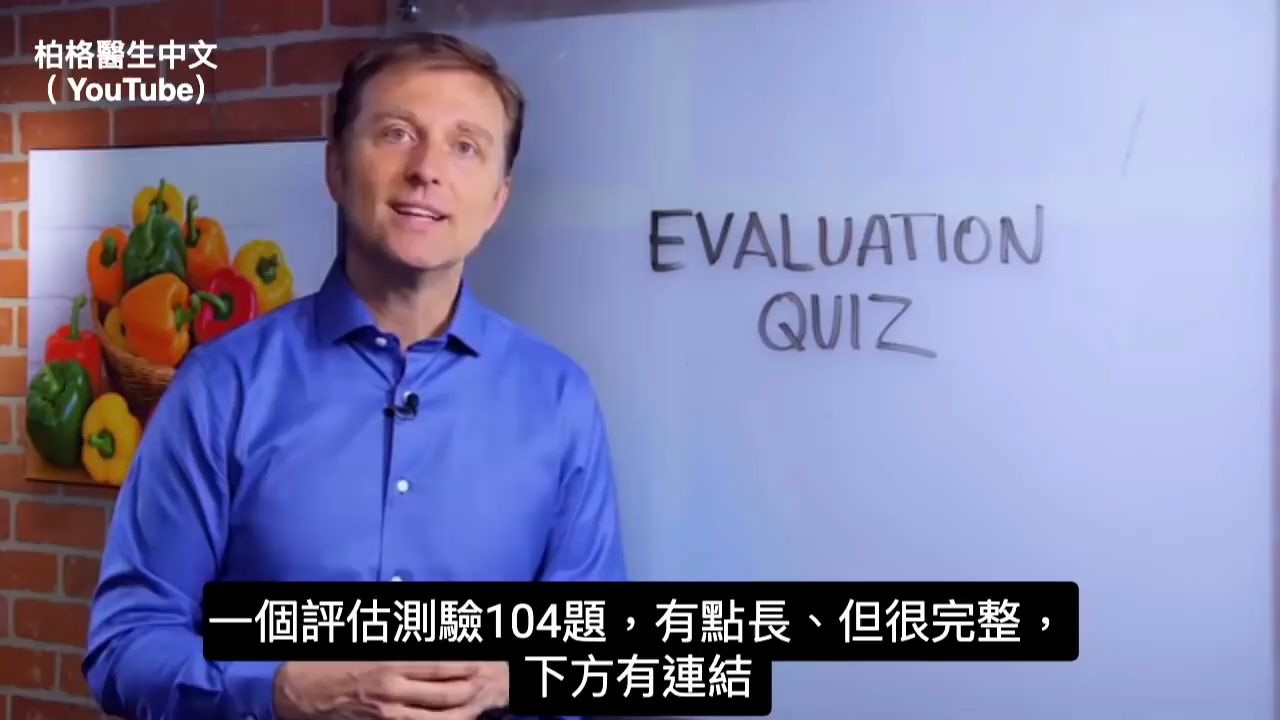 柏格醫生中文
（YouTube）
EVALUATION
QUIZ
一個評估測驗104題，有點長、但很完整，
下方有連結